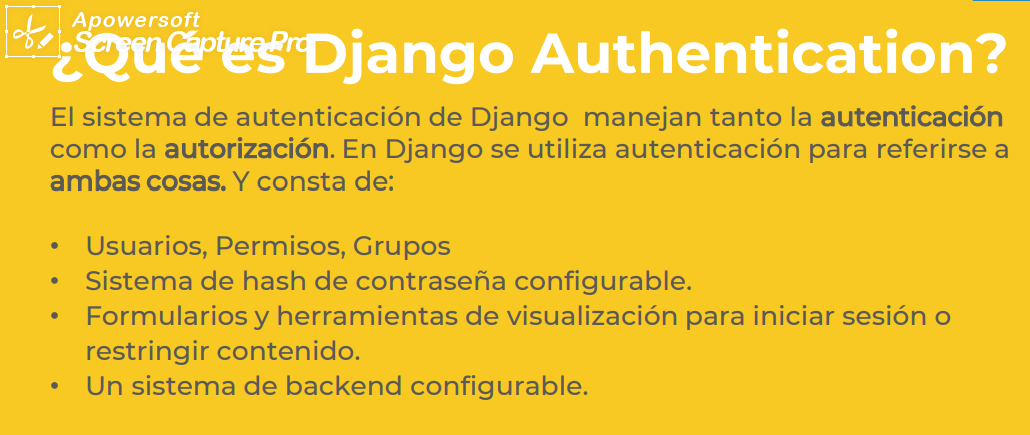 Apowersoft
Screen Capture Pro
¿Qué es Django Authentication?
El sistema de autenticación de Django  manejan tanto la autenticación
como la autorización. En Django se utiliza autenticación para referirse a
ambas cosas. Y consta de:
• Usuarios, Permisos, Grupos
• Sistema de hash de contraseña configurable.
• Formularios y herramientas de visualización para iniciar sesión o
restringir contenido.
• Un sistema de backend configurable.